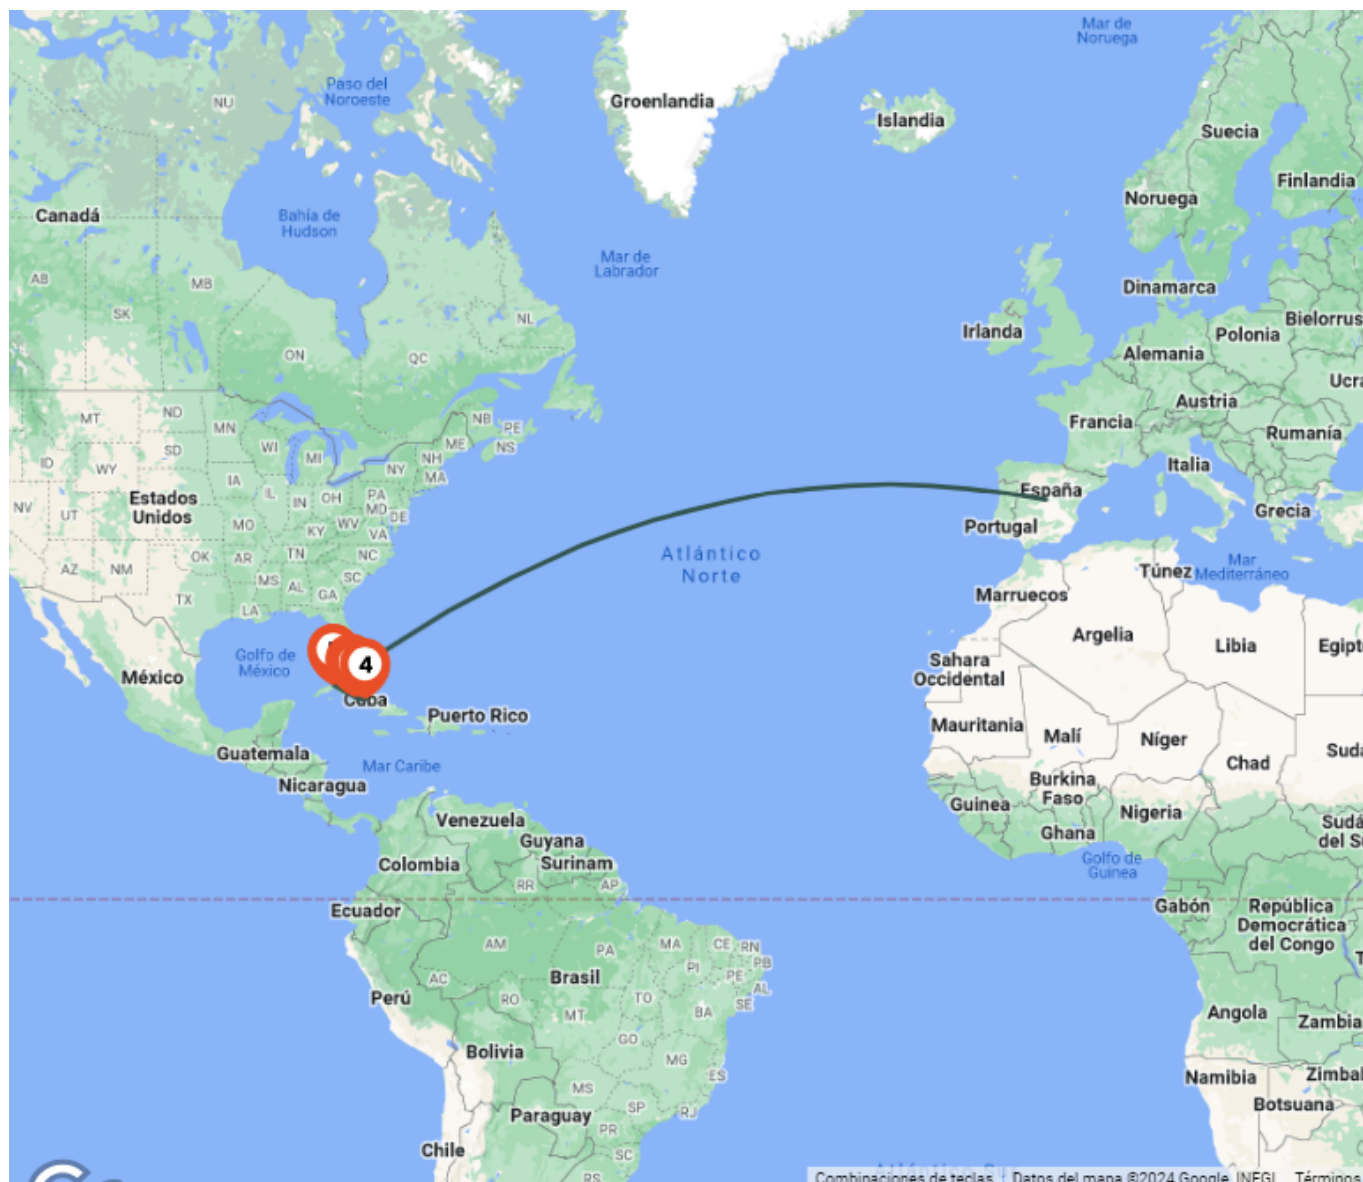 Mar de
Noruega
Paso del
Noroeste
NU
Groenlandia
Islandia
Suecia
Finlandia
Noruega
Canadá
Bahía de
Hudson
Mar de
Labrador
AB
MB
SK
NL
Dinamarca
Irlanda
Bielorrus
Polonia
ON
QC
Alemania
Ucra
Austria
MT
ND
MN
NB
PE
Francia
Rumanía
SD
WI
MI
ME
NS
ID
WY
NY
NH
MA
Italia
IA
IL
IN
OH
PA
España
Estados
Unidos
NV
UT
MO
KY
WV
MD
DE
VA
Grecia
Portugal
OK
AR
TN
NC
Atlántico
Norte
AZ
NM
MS
AL
SC
Túnez
Mar
Mediterráneo
TX
LA
GA
Marruecos
Argelia
Libia
Egipt
Golfo de
México
4
México
Sahara
Occidental
Cuba
Puerto Rico
Mauritania
Malí
Níger
Chad
Suda
Guatemala
Mar Caribe
Nicaragua
Burkina
Faso
Guinea
Nigeria
Venezuela
Ghana
Sudá
del S
Guyana
Surinam
Colombia
Golfo de
Guinea
RR
AP
Ecuador
Gabón
República
Democrática
del Congo
AM
PA
MA
CE
RN
PB
PI
PE
AL
SE
AC
Brasil
TO
Perú
RO
MT
BA
Angola
Zambia
GO
Bolivia
MG
ES
Namibia
Zimbal
MS
Botsuana
Paraguay
SP
RJ
PR
Chile
SC
RS
Atlántico Sur
Combinaciones de teclas
Datos del mapa ©2024 Google, INEGI
Términos